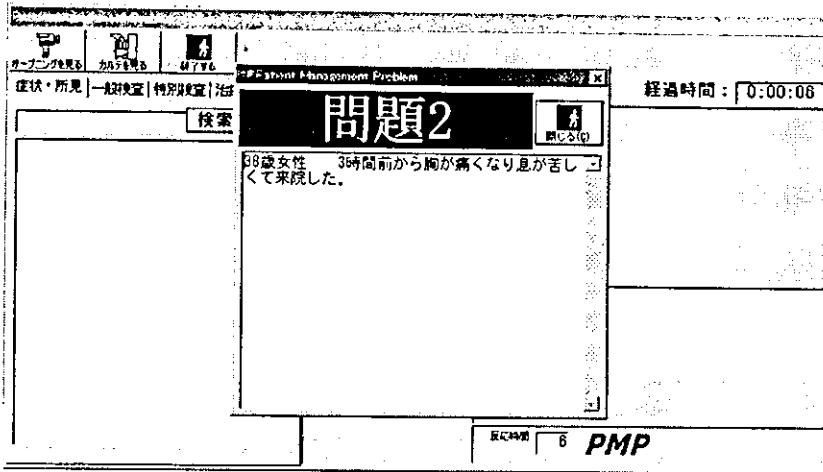 オープニングを見る
カルテを見る
終了する
症状・所見
一般検査
特別検査
検索
Patient Management Problem
問題2
閉じる(C)
経過時間:
0:00:06
38歳女性 36時間前から胸が痛くなり息が苦し
くて来院した。
反応時間
6
PMP